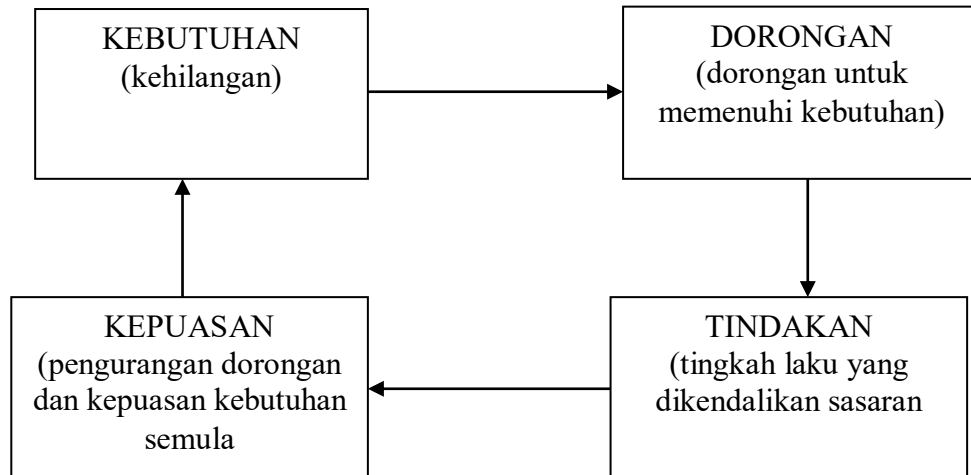 KEBUTUHAN
(kehilangan)
DORONGAN
(dorongan untuk
memenuhi kebutuhan)
KEPUASAN
(pengurangan dorongan
dan kepuasan kebutuhan
semula
TINDAKAN
(tingkah laku yang
dikendalikan sasaran